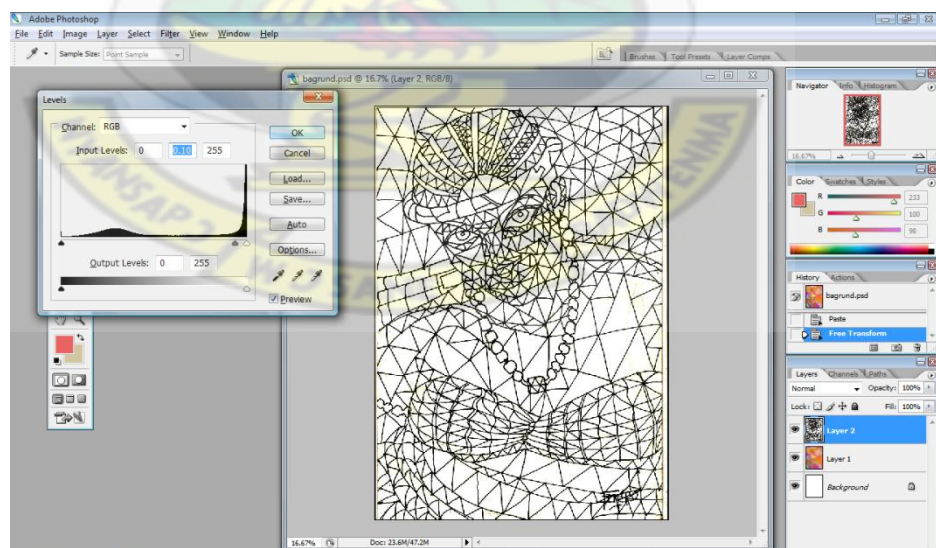 Adobe Photoshop
File Edit Image Layer Select Filter View Window Help
Sample Size: Point Sample
Brushes Tool Presets Layer Comps
bagrund.psd @ 16.7% (Layer 2, RGB/8)
Levels
Channel: RGB
Input Levels: 0 0.10 255
Output Levels: 0 255
OK
Cancel
Load...
Save...
Auto
Options...
Preview
16.67% Doc: 23.6M/47.2M
Navigator Info Histogram
16.67%
Color Swatches Styles
R 233
G 100
B 98
History Actions
bagrund.psd
Paste
Free Transform
Layers Channels Paths
Normal Opacity: 100%
Lock: Fill: 100%
Layer 2
Layer 1
Background